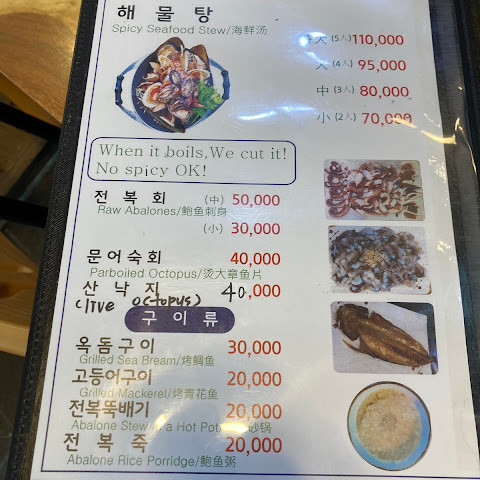 해물탕
Spicy Seafood Stew/海鲜汤
大 (5人) 110,000
(4人) 95,000
中 (3人) 80,000
小 (2人) 70,000
When it boils,We cut it!
No spicy OK!
전복회 (中) 50,000
Raw Abalones/鲍鱼刺身
(小) 30,000
문어숙회 40,000
Parboiled Octopus/烫大章鱼片
산낙지 40,000
(live octopus)
구이류
옥돔구이 30,000
Grilled Sea Bream/烤鲷鱼
고등어구이 20,000
Grilled Mackerel/烤青花鱼
전복뚝배기 20,000
Abalone Stew a Hot Pot 砂锅
전복죽 20,000
Abalone Rice Porridge/鲍鱼粥